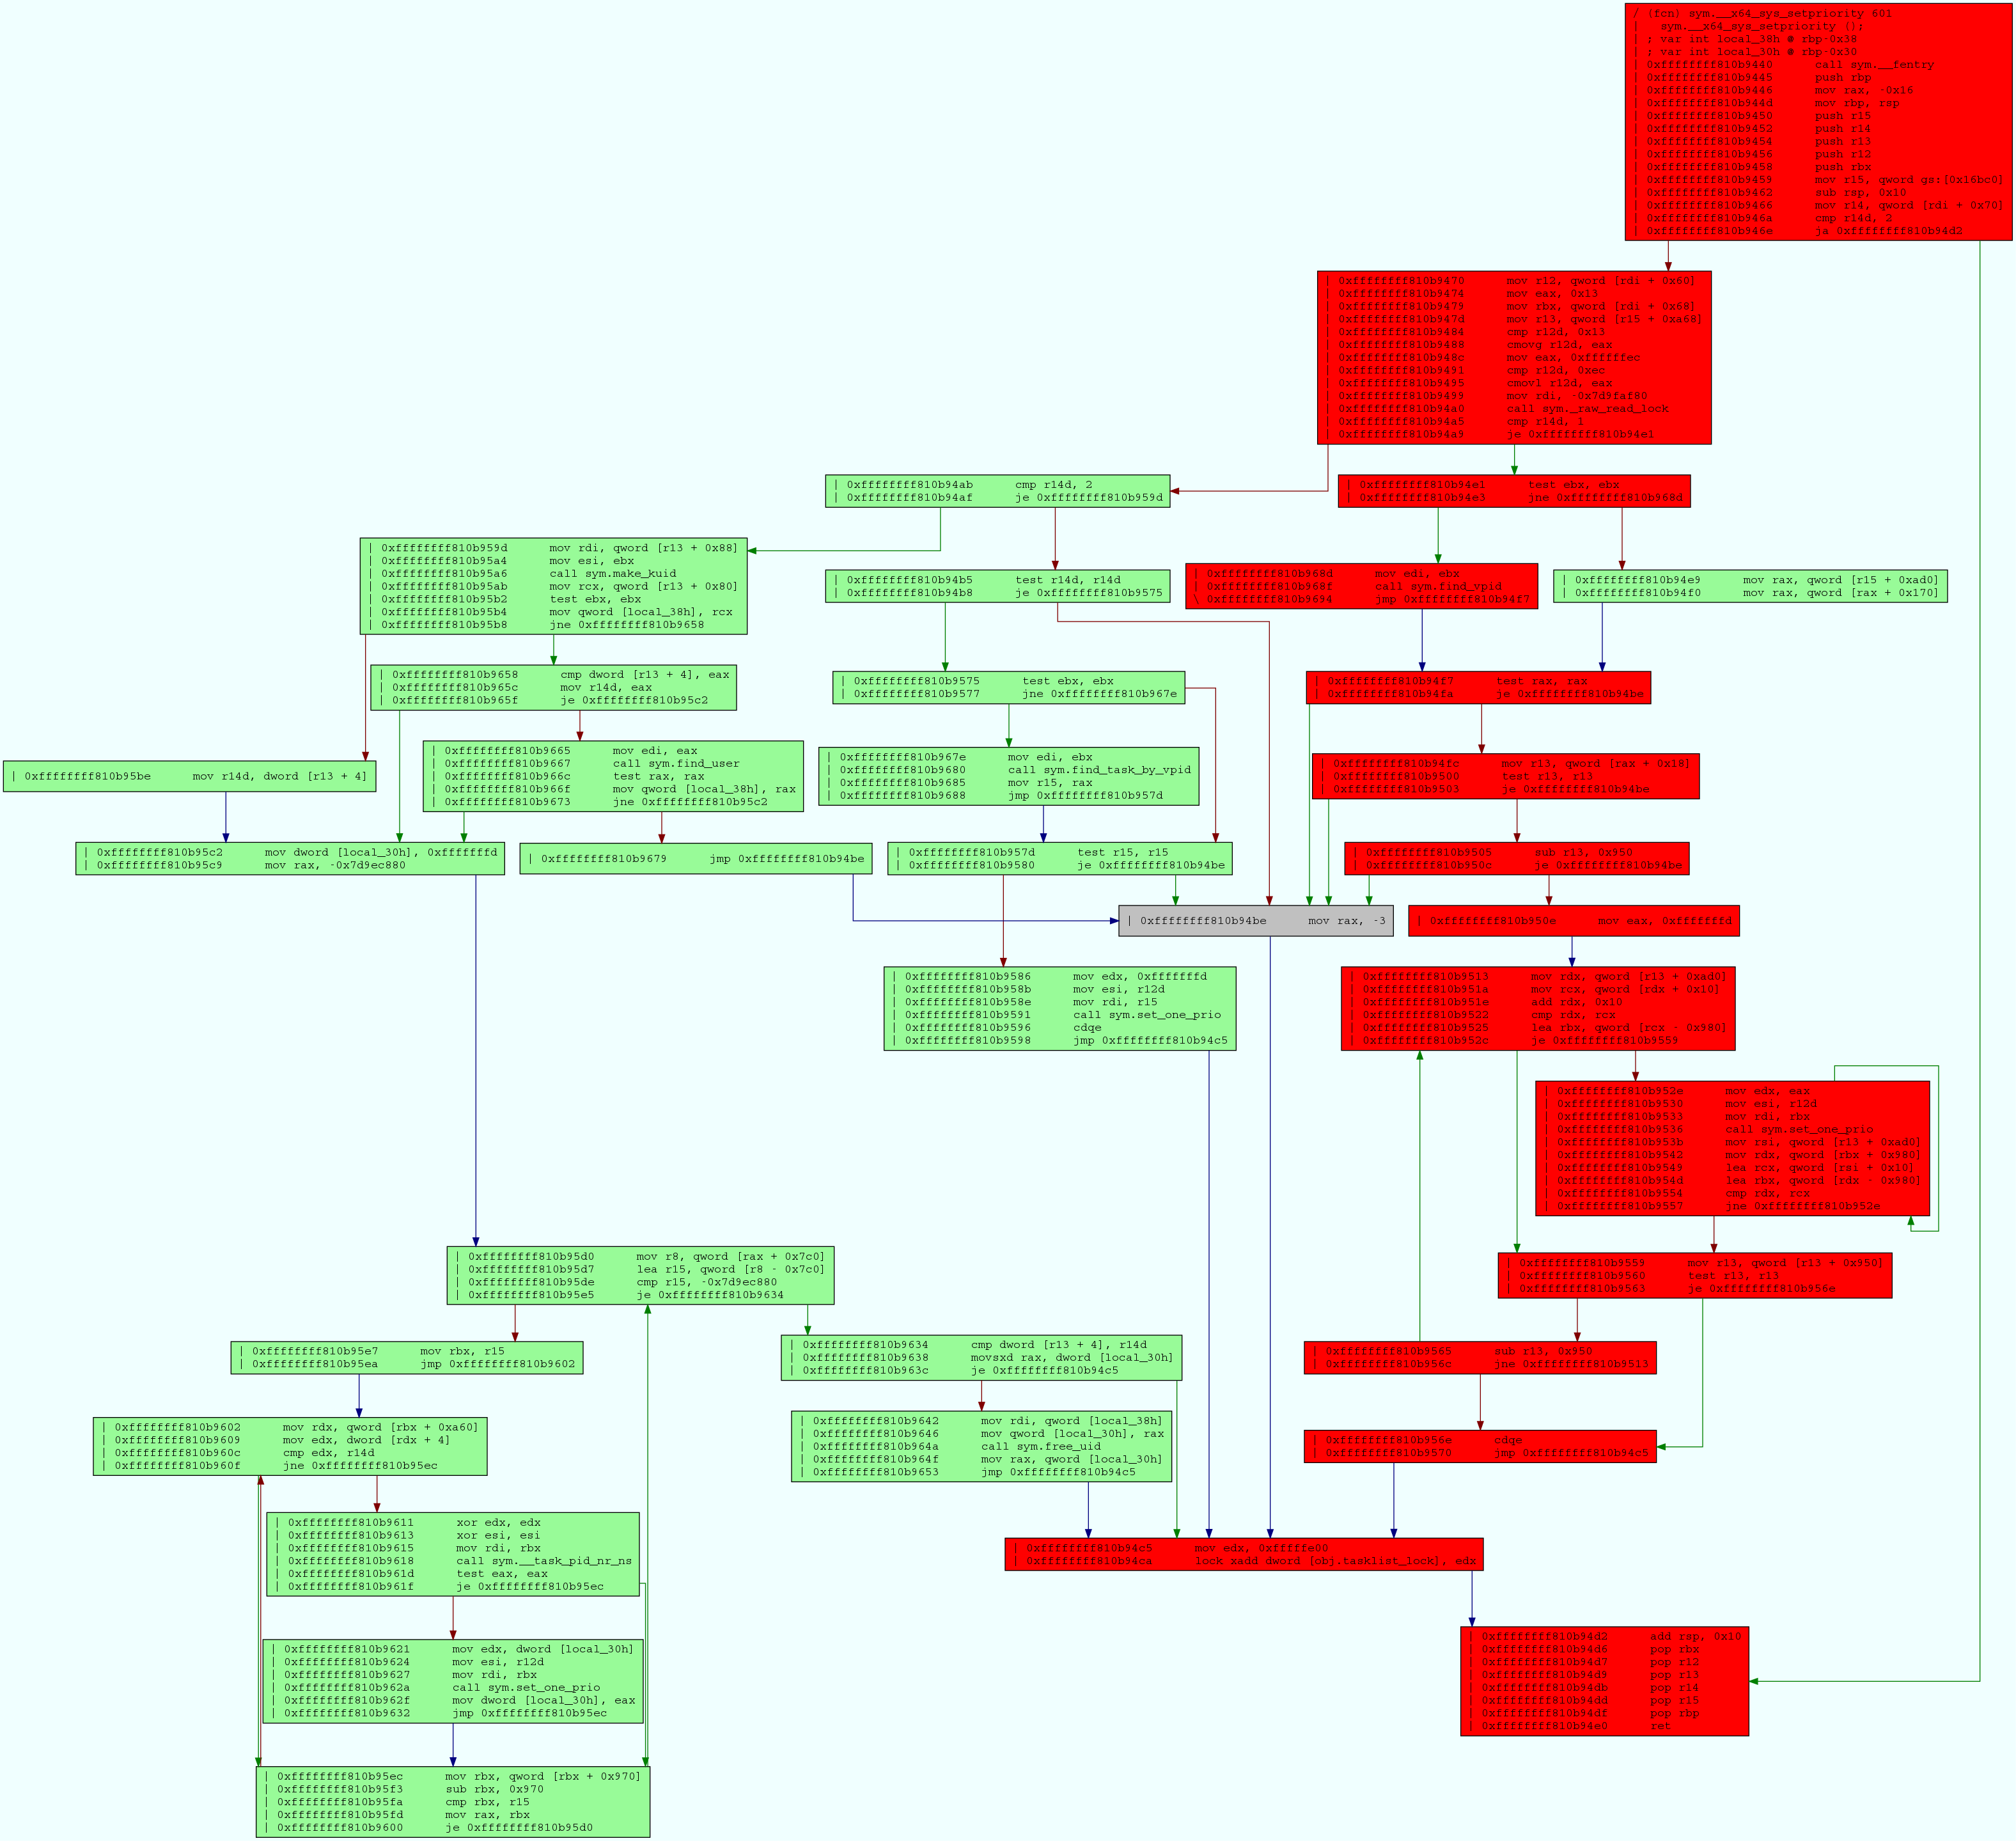 / (fcn) sym.__x64_sys_setpriority 601
|   sym.__x64_sys_setpriority ();
| ; var int local_38h @ rbp-0x38
| ; var int local_30h @ rbp-0x30
| 0xffffffff810b9440      call sym.__fentry
| 0xffffffff810b9445      push rbp
| 0xffffffff810b9446      mov rax, -0x16
| 0xffffffff810b944d      mov rbp, rsp
| 0xffffffff810b9450      push r15
| 0xffffffff810b9452      push r14
| 0xffffffff810b9454      push r13
| 0xffffffff810b9456      push r12
| 0xffffffff810b9458      push rbx
| 0xffffffff810b9459      mov r15, qword gs:[0x16bc0]
| 0xffffffff810b9462      sub rsp, 0x10
| 0xffffffff810b9466      mov r14, qword [rdi + 0x70]
| 0xffffffff810b946a      cmp r14d, 2
| 0xffffffff810b946e      ja 0xffffffff810b94d2
| 0xffffffff810b9470      mov r12, qword [rdi + 0x60]
| 0xffffffff810b9474      mov eax, 0x13
| 0xffffffff810b9479      mov rbx, qword [rdi + 0x68]
| 0xffffffff810b947d      mov r13, qword [r15 + 0xa68]
| 0xffffffff810b9484      cmp r12d, 0x13
| 0xffffffff810b9488      cmovg r12d, eax
| 0xffffffff810b948c      mov eax, 0xffffffec
| 0xffffffff810b9491      cmp r12d, 0xec
| 0xffffffff810b9495      cmovl r12d, eax
| 0xffffffff810b9499      mov rdi, -0x7d9faf80
| 0xffffffff810b94a0      call sym._raw_read_lock
| 0xffffffff810b94a5      cmp r14d, 1
| 0xffffffff810b94a9      je 0xffffffff810b94e1
| 0xffffffff810b94ab      cmp r14d, 2
| 0xffffffff810b94af      je 0xffffffff810b959d
| 0xffffffff810b94e1      test ebx, ebx
| 0xffffffff810b94e3      jne 0xffffffff810b968d
| 0xffffffff810b959d      mov rdi, qword [r13 + 0x88]
| 0xffffffff810b95a4      mov esi, ebx
| 0xffffffff810b95a6      call sym.make_kuid
| 0xffffffff810b95ab      mov rcx, qword [r13 + 0x80]
| 0xffffffff810b95b2      test ebx, ebx
| 0xffffffff810b95b4      mov qword [local_38h], rcx
| 0xffffffff810b95b8      jne 0xffffffff810b9658
| 0xffffffff810b94b5      test r14d, r14d
| 0xffffffff810b94b8      je 0xffffffff810b9575
| 0xffffffff810b968d      mov edi, ebx
| 0xffffffff810b968f      call sym.find_vpid
\ 0xffffffff810b9694      jmp 0xffffffff810b94f7
| 0xffffffff810b94e9      mov rax, qword [r15 + 0xad0]
| 0xffffffff810b94f0      mov rax, qword [rax + 0x170]
| 0xffffffff810b9658      cmp dword [r13 + 4], eax
| 0xffffffff810b965c      mov r14d, eax
| 0xffffffff810b965f      je 0xffffffff810b95c2
| 0xffffffff810b9575      test ebx, ebx
| 0xffffffff810b9577      jne 0xffffffff810b967e
| 0xffffffff810b94f7      test rax, rax
| 0xffffffff810b94fa      je 0xffffffff810b94be
| 0xffffffff810b95be      mov r14d, dword [r13 + 4]
| 0xffffffff810b9665      mov edi, eax
| 0xffffffff810b9667      call sym.find_user
| 0xffffffff810b966c      test rax, rax
| 0xffffffff810b966f      mov qword [local_38h], rax
| 0xffffffff810b9673      jne 0xffffffff810b95c2
| 0xffffffff810b967e      mov edi, ebx
| 0xffffffff810b9680      call sym.find_task_by_vpid
| 0xffffffff810b9685      mov r15, rax
| 0xffffffff810b9688      jmp 0xffffffff810b957d
| 0xffffffff810b94fc      mov r13, qword [rax + 0x18]
| 0xffffffff810b9500      test r13, r13
| 0xffffffff810b9503      je 0xffffffff810b94be
| 0xffffffff810b95c2      mov dword [local_30h], 0xfffffffd
| 0xffffffff810b95c9      mov rax, -0x7d9ec880
| 0xffffffff810b9679      jmp 0xffffffff810b94be
| 0xffffffff810b957d      test r15, r15
| 0xffffffff810b9580      je 0xffffffff810b94be
| 0xffffffff810b9505      sub r13, 0x950
| 0xffffffff810b950c      je 0xffffffff810b94be
| 0xffffffff810b94be      mov rax, -3
| 0xffffffff810b950e      mov eax, 0xfffffffd
| 0xffffffff810b9586      mov edx, 0xfffffffd
| 0xffffffff810b958b      mov esi, r12d
| 0xffffffff810b958e      mov rdi, r15
| 0xffffffff810b9591      call sym.set_one_prio
| 0xffffffff810b9596      cdqe
| 0xffffffff810b9598      jmp 0xffffffff810b94c5
| 0xffffffff810b9513      mov rdx, qword [r13 + 0xad0]
| 0xffffffff810b951a      mov rcx, qword [rdx + 0x10]
| 0xffffffff810b951e      add rdx, 0x10
| 0xffffffff810b9522      cmp rdx, rcx
| 0xffffffff810b9525      lea rbx, qword [rcx - 0x980]
| 0xffffffff810b952c      je 0xffffffff810b9559
| 0xffffffff810b952e      mov edx, eax
| 0xffffffff810b9530      mov esi, r12d
| 0xffffffff810b9533      mov rdi, rbx
| 0xffffffff810b9536      call sym.set_one_prio
| 0xffffffff810b953b      mov rsi, qword [r13 + 0xad0]
| 0xffffffff810b9542      mov rdx, qword [rbx + 0x980]
| 0xffffffff810b9549      lea rcx, qword [rsi + 0x10]
| 0xffffffff810b954d      lea rbx, qword [rdx - 0x980]
| 0xffffffff810b9554      cmp rdx, rcx
| 0xffffffff810b9557      jne 0xffffffff810b952e
| 0xffffffff810b95d0      mov r8, qword [rax + 0x7c0]
| 0xffffffff810b95d7      lea r15, qword [r8 - 0x7c0]
| 0xffffffff810b95de      cmp r15, -0x7d9ec880
| 0xffffffff810b95e5      je 0xffffffff810b9634
| 0xffffffff810b9559      mov r13, qword [r13 + 0x950]
| 0xffffffff810b9560      test r13, r13
| 0xffffffff810b9563      je 0xffffffff810b956e
| 0xffffffff810b95e7      mov rbx, r15
| 0xffffffff810b95ea      jmp 0xffffffff810b9602
| 0xffffffff810b9634      cmp dword [r13 + 4], r14d
| 0xffffffff810b9638      movsxd rax, dword [local_30h]
| 0xffffffff810b963c      je 0xffffffff810b94c5
| 0xffffffff810b9565      sub r13, 0x950
| 0xffffffff810b956c      jne 0xffffffff810b9513
| 0xffffffff810b9602      mov rdx, qword [rbx + 0xa60]
| 0xffffffff810b9609      mov edx, dword [rdx + 4]
| 0xffffffff810b960c      cmp edx, r14d
| 0xffffffff810b960f      jne 0xffffffff810b95ec
| 0xffffffff810b9642      mov rdi, qword [local_38h]
| 0xffffffff810b9646      mov qword [local_30h], rax
| 0xffffffff810b964a      call sym.free_uid
| 0xffffffff810b964f      mov rax, qword [local_30h]
| 0xffffffff810b9653      jmp 0xffffffff810b94c5
| 0xffffffff810b956e      cdqe
| 0xffffffff810b9570      jmp 0xffffffff810b94c5
| 0xffffffff810b9611      xor edx, edx
| 0xffffffff810b9613      xor esi, esi
| 0xffffffff810b9615      mov rdi, rbx
| 0xffffffff810b9618      call sym.__task_pid_nr_ns
| 0xffffffff810b961d      test eax, eax
| 0xffffffff810b961f      je 0xffffffff810b95ec
| 0xffffffff810b94c5      mov edx, 0xfffffe00
| 0xffffffff810b94ca      lock xadd dword [obj.tasklist_lock], edx
| 0xffffffff810b9621      mov edx, dword [local_30h]
| 0xffffffff810b9624      mov esi, r12d
| 0xffffffff810b9627      mov rdi, rbx
| 0xffffffff810b962a      call sym.set_one_prio
| 0xffffffff810b962f      mov dword [local_30h], eax
| 0xffffffff810b9632      jmp 0xffffffff810b95ec
| 0xffffffff810b94d2      add rsp, 0x10
| 0xffffffff810b94d6      pop rbx
| 0xffffffff810b94d7      pop r12
| 0xffffffff810b94d9      pop r13
| 0xffffffff810b94db      pop r14
| 0xffffffff810b94dd      pop r15
| 0xffffffff810b94df      pop rbp
| 0xffffffff810b94e0      ret
| 0xffffffff810b95ec      mov rbx, qword [rbx + 0x970]
| 0xffffffff810b95f3      sub rbx, 0x970
| 0xffffffff810b95fa      cmp rbx, r15
| 0xffffffff810b95fd      mov rax, rbx
| 0xffffffff810b9600      je 0xffffffff810b95d0